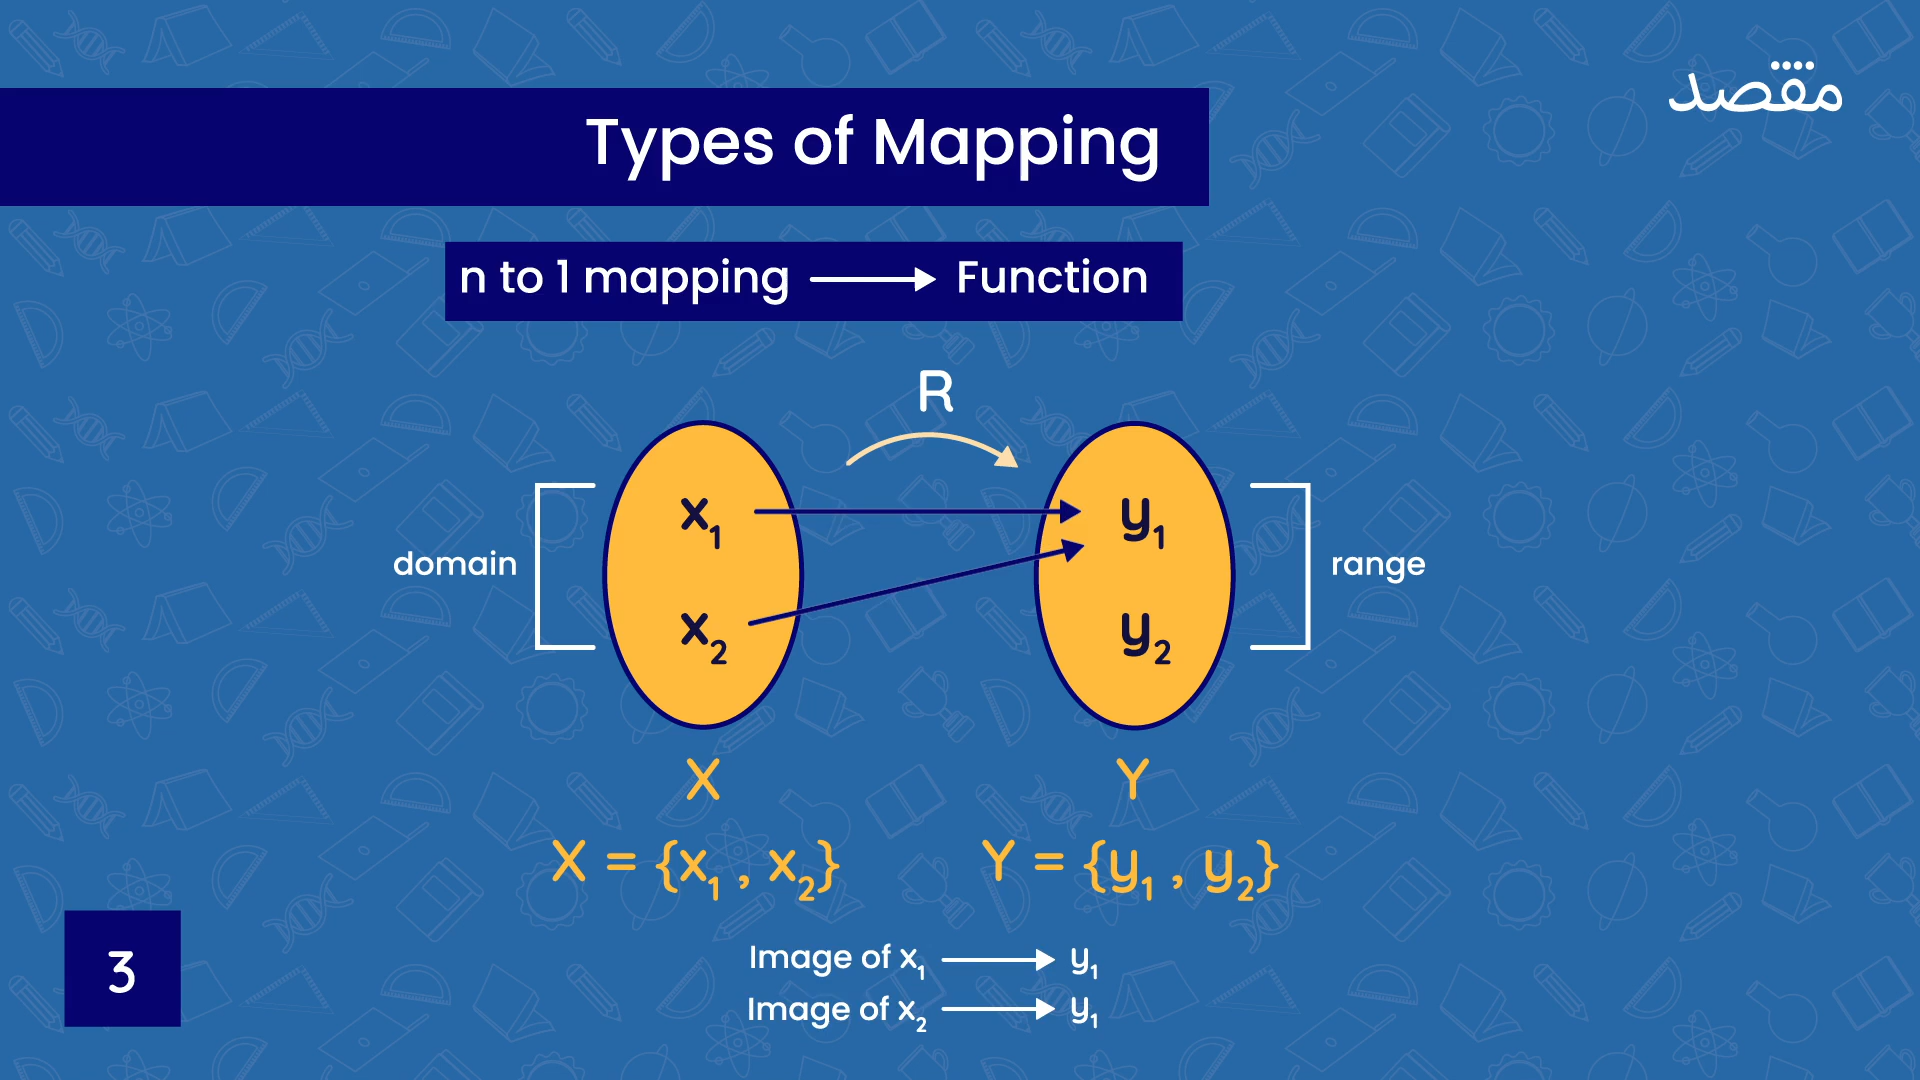 مقصد
Types of Mapping
n to 1 mapping ⟶ Function
R
x₁ y₁
domain range
x₂ y₂
X Y
X = {x₁ , x₂} Y = {y₁ , y₂}
Image of x₁ ⟶ y₁
Image of x₂ ⟶ y₁
3